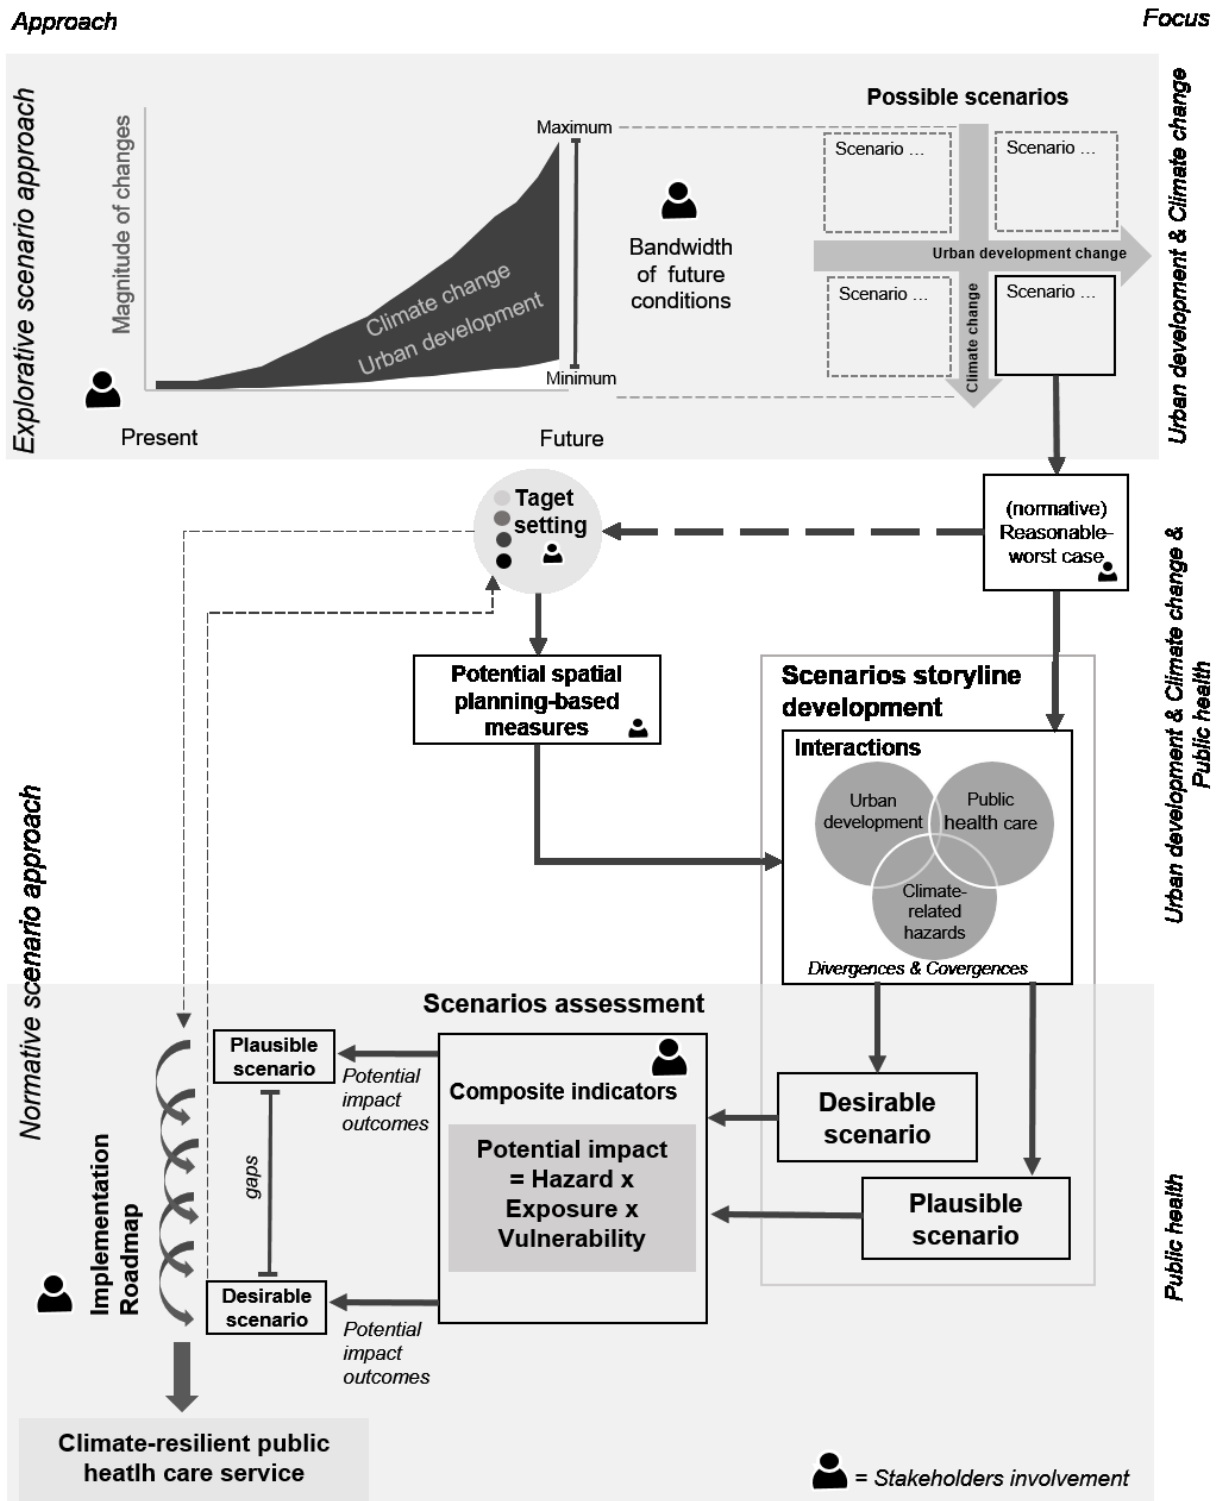 Approach
Focus
Explorative scenario approach
Urban development & Climate change
Magnitude of changes
Maximum
Climate change
Urban development
Minimum
Present
Future
Bandwidth
of future
conditions
Possible scenarios
Scenario ...
Scenario ...
Urban development change
Scenario ...
Scenario ...
Climate change
Taget
setting
(normative)
Reasonable-
worst case
Urban development & Climate change &
Public health
Potential spatial
planning-based
measures
Scenarios storyline
development
Interactions
Urban
development
Public
health care
Climate-
related
hazards
Divergences & Covergences
Normative scenario approach
Scenarios assessment
Plausible
scenario
Potential
impact
outcomes
Composite indicators
Potential impact
= Hazard x
Exposure x
Vulnerability
Desirable
scenario
Plausible
scenario
gaps
Implementation
Roadmap
Desirable
scenario
Potential
impact
outcomes
Public health
Climate-resilient public
heatlh care service
= Stakeholders involvement